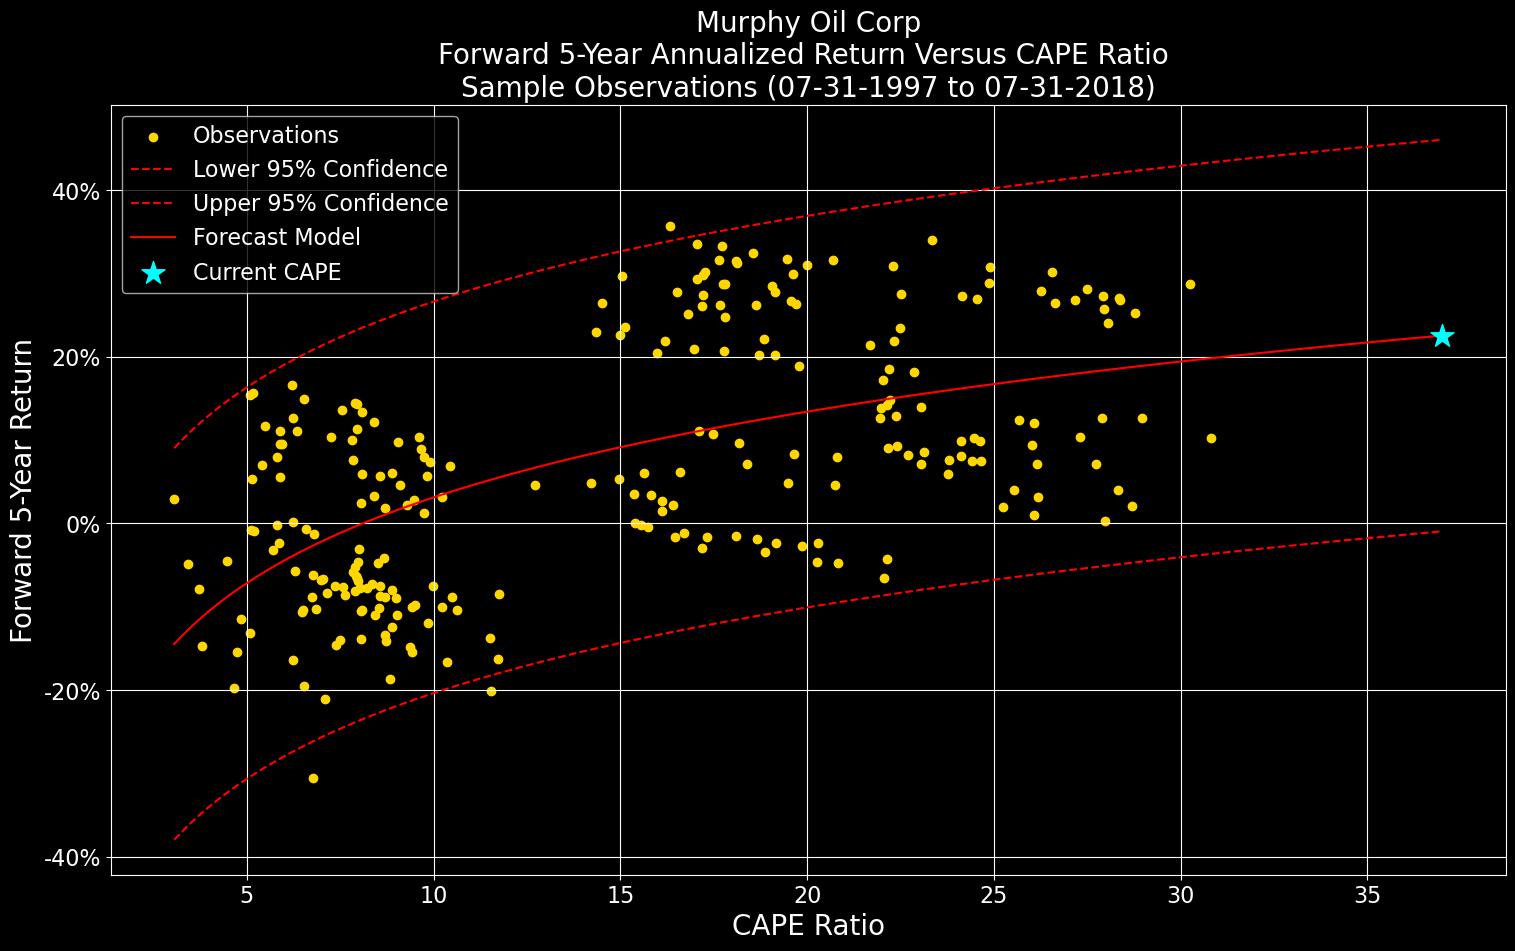 Murphy Oil Corp
Forward 5-Year Annualized Return Versus CAPE Ratio
Sample Observations (07-31-1997 to 07-31-2018)
Observations
Lower 95% Confidence
Upper 95% Confidence
Forecast Model
Current CAPE
Forward 5-Year Return
40%
20%
0%
-20%
-40%
5 10 15 20 25 30 35
CAPE Ratio